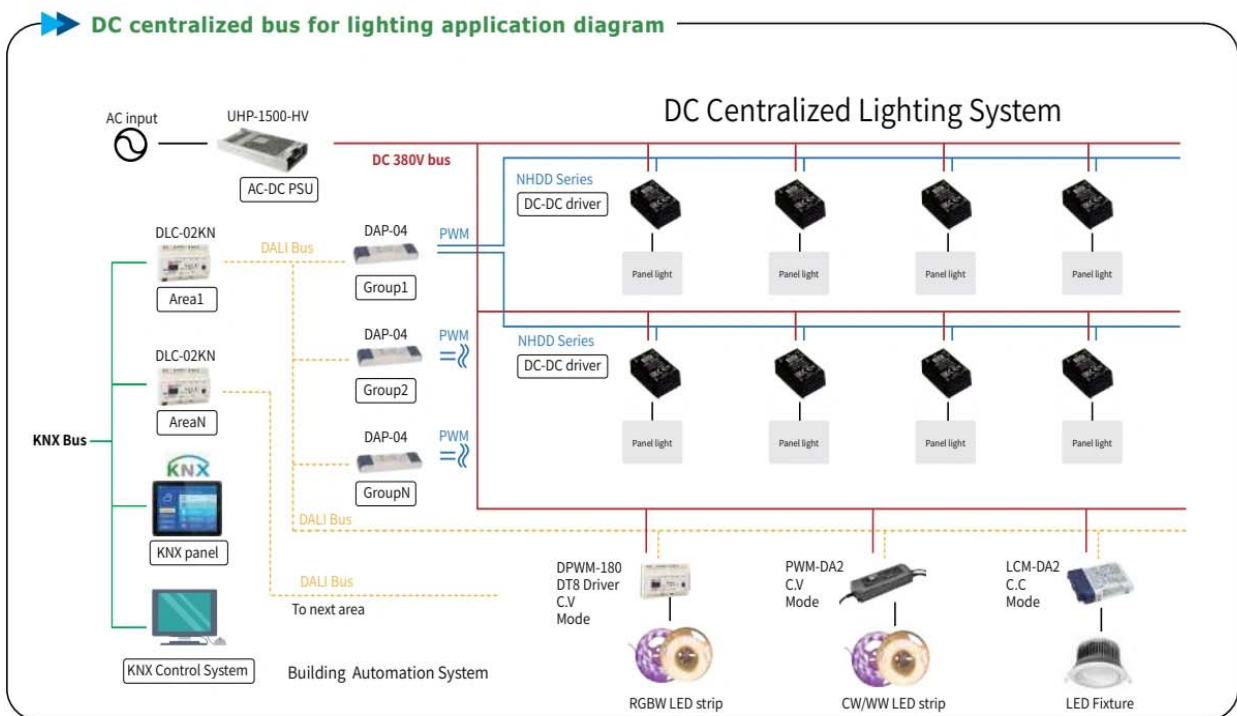 DC centralized bus for lighting application diagram
DC Centralized Lighting System
AC input
UHP-1500-HV
AC-DC PSU
DC 380V bus
NHDD Series
DC-DC driver
Panel light
Panel light
Panel light
Panel light
DLC-02KN
Area1
DALI Bus
DAP-04
Group1
PWM
NHDD Series
DC-DC driver
Panel light
Panel light
Panel light
Panel light
DLC-02KN
AreaN
DAP-04
Group2
PWM
DAP-04
GroupN
PWM
KNX Bus
KNX
KNX panel
DALI Bus
DALI Bus
To next area
KNX Control System
Building Automation System
DPWM-180
DT8 Driver
C.V
Mode
RGBW LED strip
PWM-DA2
C.V
Mode
CW/WW LED strip
LCM-DA2
C.C
Mode
LED Fixture